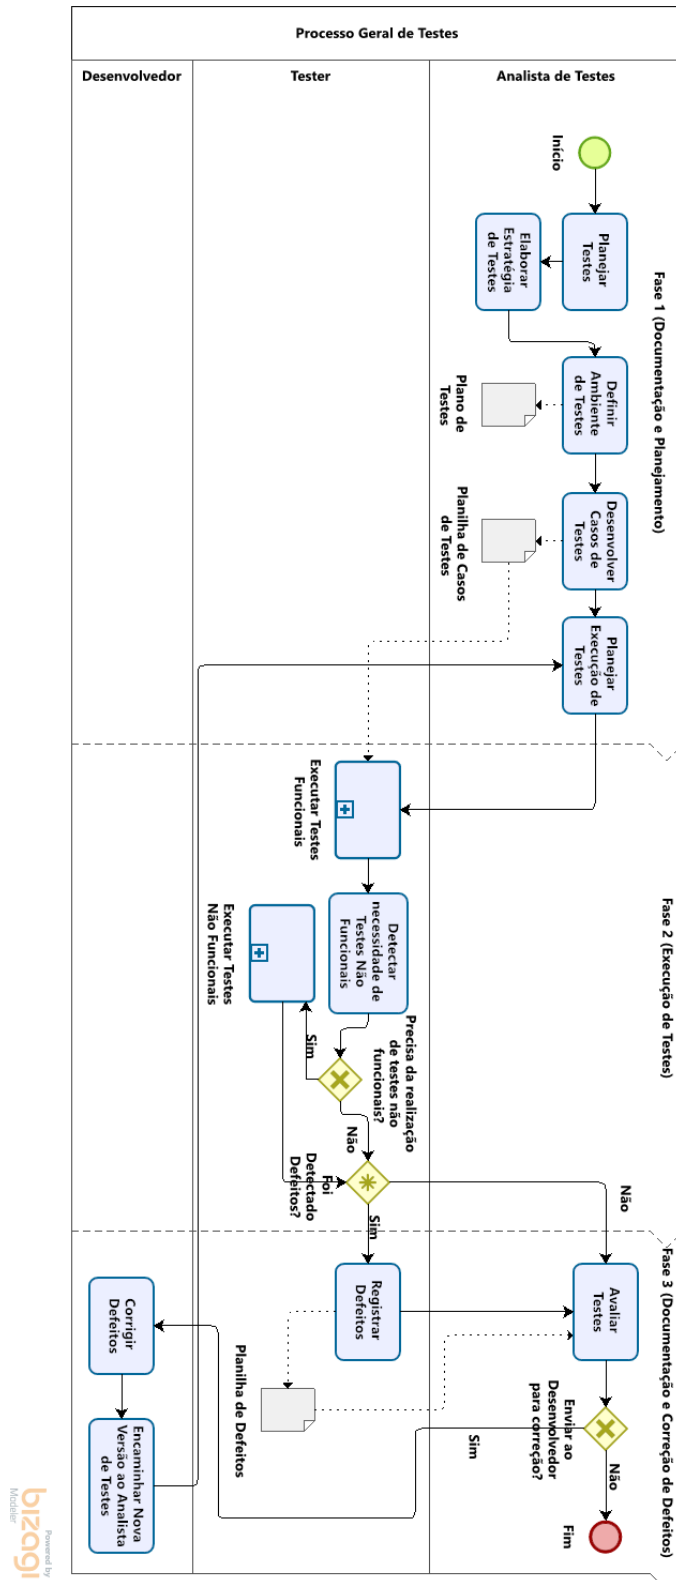 Processo Geral de Testes
Desenvolvedor
Tester
Analista de Testes
Fase 1 (Documentação e Planejamento)
Início
Planejar
Testes
Elaborar
Estratégia
de Testes
Definir
Ambiente
de Testes
Plano de
Testes
Desenvolver
Casos de
Testes
Planilha de Casos
de Testes
Planejar
Execução de
Testes
Fase 2 (Execução de Testes)
Executar Testes
Funcionais
Detectar
necessidade de
Testes Não
Funcionais
Executar Testes
Não Funcionais
Precisa da realização
de testes não
funcionais?
Sim
Não
Foi
Detectado
Defeitos?
Não
Sim
Fase 3 (Documentação e Correção de Defeitos)
Registrar
Defeitos
Planilha de Defeitos
Avaliar
Testes
Enviar ao
Desenvolvedor
para correção?
Sim
Não
Fim
Corrigir
Defeitos
Encaminhar Nova
Versão ao Analista
de Testes
Powered by
bizagi
Modeler